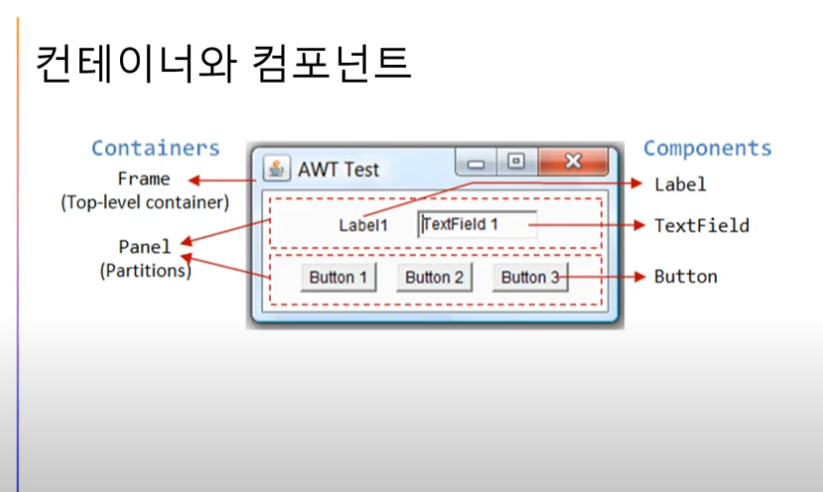 컨테이너와 컴포넌트
Containers
Frame
(Top-level container)
Panel
(Partitions)
AWT Test
Label1
TextField 1
Button 1
Button 2
Button 3
Components
Label
TextField
Button